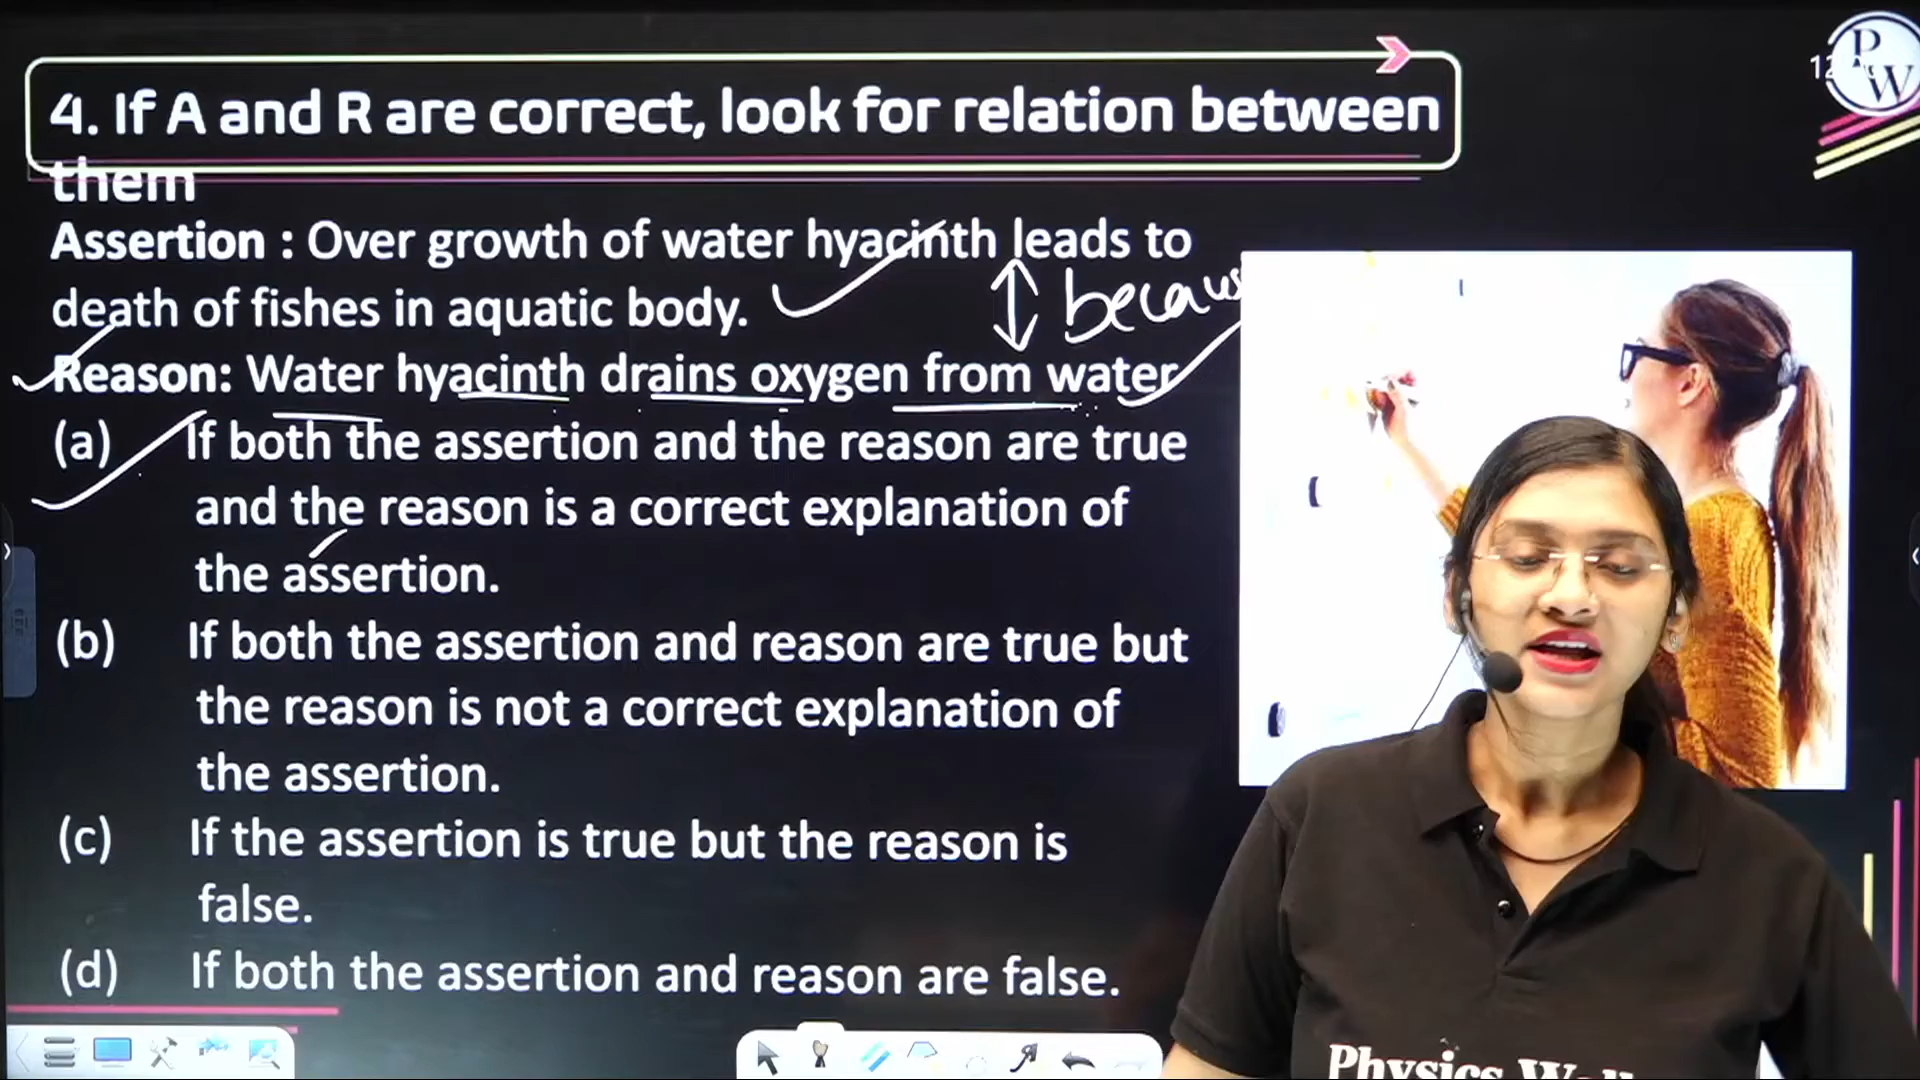 4. If A and R are correct, look for relation between
them
P
W
Assertion : Over growth of water hyacinth leads to
death of fishes in aquatic body.
becaus
Reason: Water hyacinth drains oxygen from water
(a) If both the assertion and the reason are true
and the reason is a correct explanation of
the assertion.
(b) If both the assertion and reason are true but
the reason is not a correct explanation of
the assertion.
(c) If the assertion is true but the reason is
false.
(d) If both the assertion and reason are false.
Physics